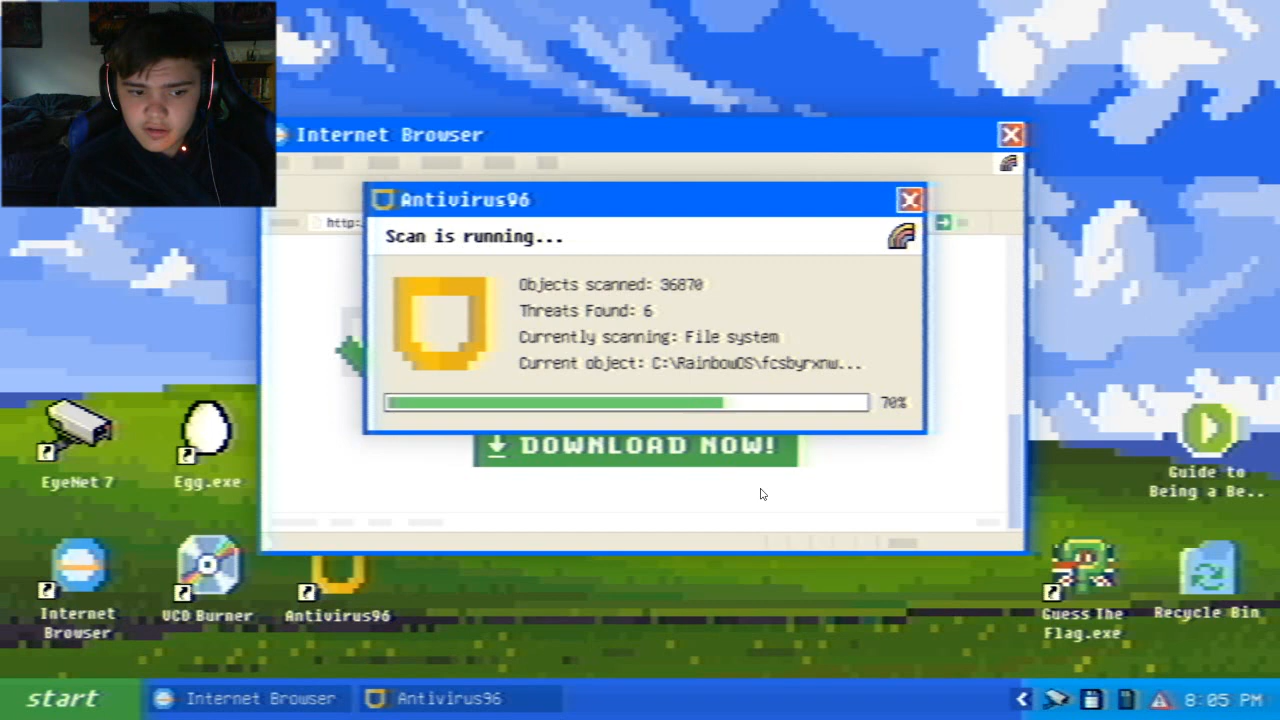 Internet Browser
Antivirus96
Scan is running...
http:
Objects scanned: 36870
Threats Found: 6
Currently scanning: File system
Current object: C:\RainbowOS\fcsbyrxnw...
70%
DOWNLOAD NOW!
EyeNet 7
Egg.exe
Guide to
Being a Be..
Internet
Browser
VCD Burner
Antivirus96
Guess The
Flag.exe
Recycle Bin
start
Internet Browser
Antivirus96
8:05 PM